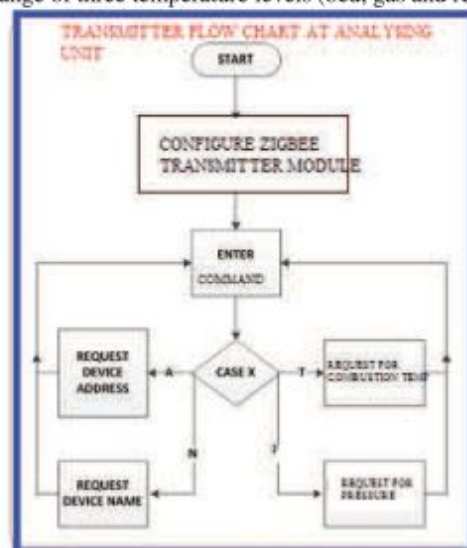 TRANSMITTER FLOW CHART AT ANALYSING
UNIT
START
CONFIGURE ZIGBEE
TRANSMITTER MODULE
ENTER
COMMAND
REQUEST
DEVICE
ADDRESS
A
CASE X
T
REQUEST FOR
COMBUSTION TEMP
N
REQUEST
DEVICE NAME
REQUEST FOR
PRESSURE